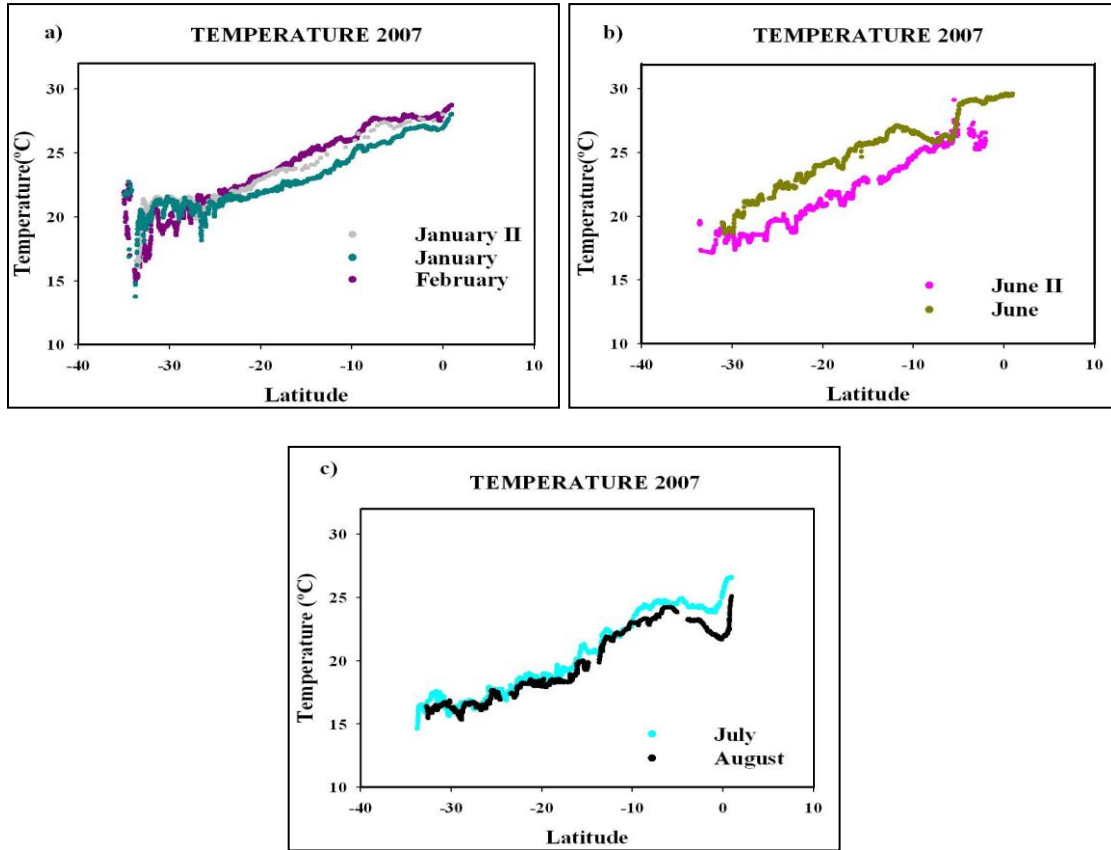 a)
TEMPERATURE 2007
Temperature(°C)
30
25
20
15
10
January II
January
February
-40
-30
-20
-10
0
10
Latitude
b)
TEMPERATURE 2007
Temperature(°C)
30
25
20
15
10
June II
June
-40
-30
-20
-10
0
10
Latitude
c)
TEMPERATURE 2007
Temperature (°C)
30
25
20
15
10
July
August
-40
-30
-20
-10
0
10
Latitude